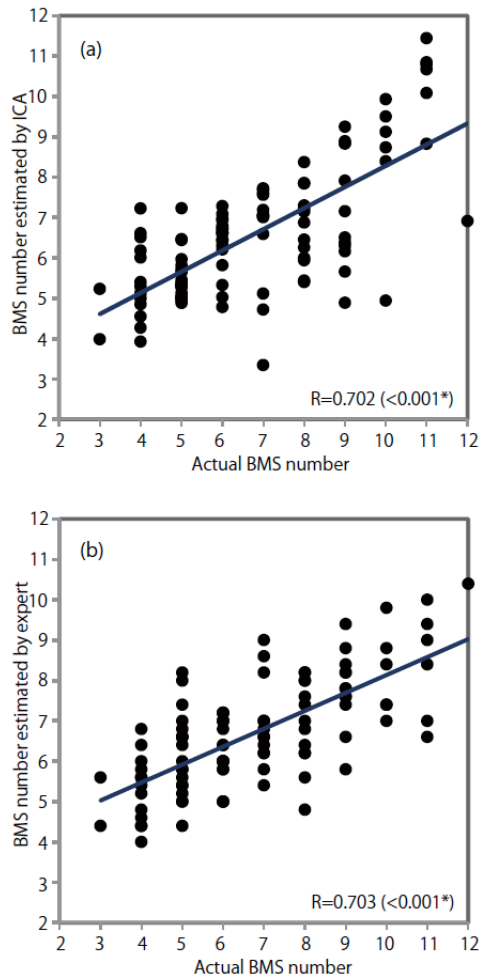 12
11
10
9
8
7
6
5
4
3
2
BMS number estimated by ICA
(a)
R=0.702 (<0.001*)
2 3 4 5 6 7 8 9 10 11 12
Actual BMS number
12
11
10
9
8
7
6
5
4
3
2
BMS number estimated by expert
(b)
R=0.703 (<0.001*)
2 3 4 5 6 7 8 9 10 11 12
Actual BMS number